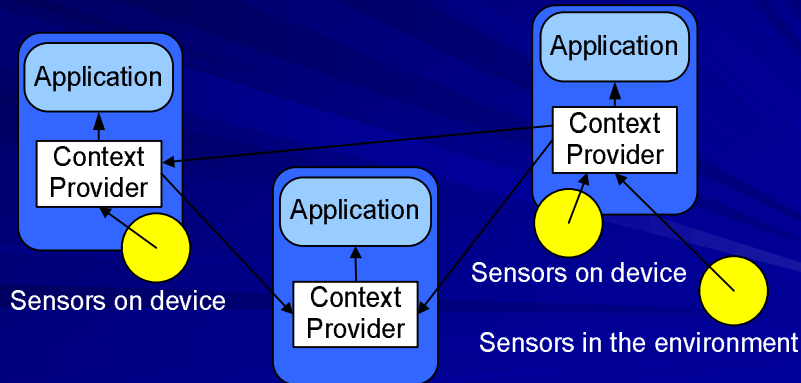 Application
Context
Provider
Sensors on device
Application
Context
Provider
Application
Context
Provider
Sensors on device
Sensors in the environment